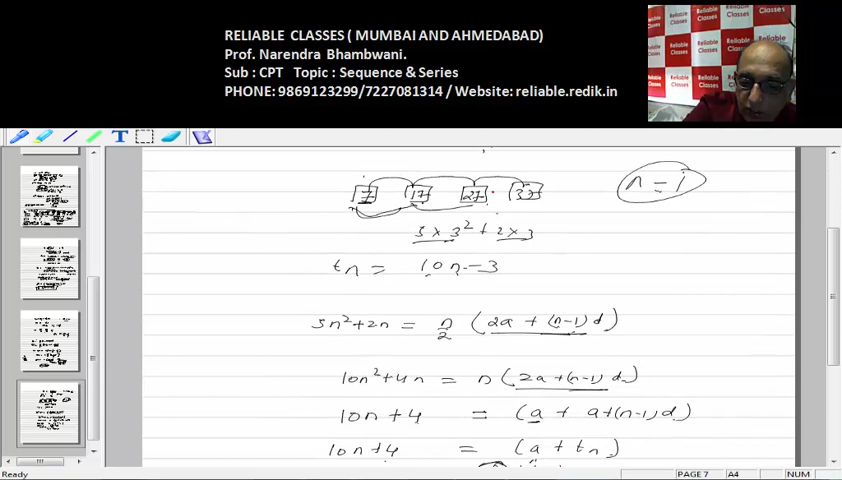 RELIABLE CLASSES ( MUMBAI AND AHMEDABAD)
Prof. Narendra Bhambwani.
Sub : CPT Topic : Sequence & Series
PHONE: 9869123299/7227081314 / Website: reliable.redik.in
7 17 27 37
n = 1
5 × 3² + 2 × 3
tn = 10n - 3
5n² + 2n = n/2 (2a + (n-1) d)
10n² + 4n = n (2a + (n-1) d)
10n + 4 = (a + a + (n-1) d)
10n + 4 = (a + tn)
Ready
PAGE 7 A4 NUM